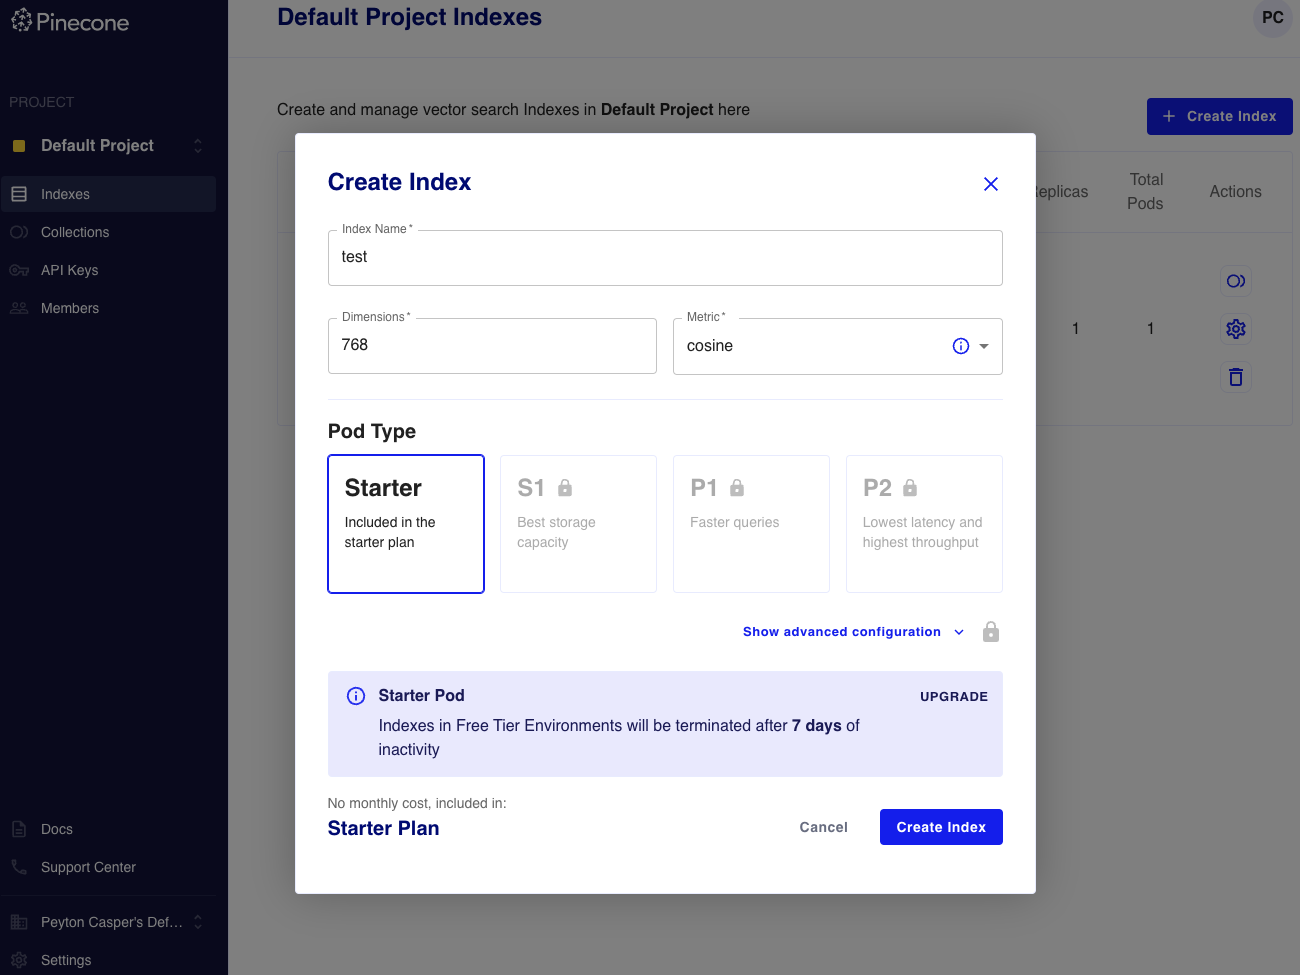 Pinecone
Default Project Indexes
PC
PROJECT
Default Project
Indexes
Collections
API Keys
Members
Docs
Support Center
Peyton Casper's Def...
Settings
Create and manage vector search Indexes in Default Project here
+ Create Index
Total
Pods
Actions
1
1
Create Index
Index Name*
test
Dimensions*
768
Metric*
cosine
Pod Type
Starter
Included in the
starter plan
S1
Best storage
capacity
P1
Faster queries
P2
Lowest latency and
highest throughput
Show advanced configuration
Starter Pod
UPGRADE
Indexes in Free Tier Environments will be terminated after 7 days of
inactivity
No monthly cost, included in:
Starter Plan
Cancel
Create Index